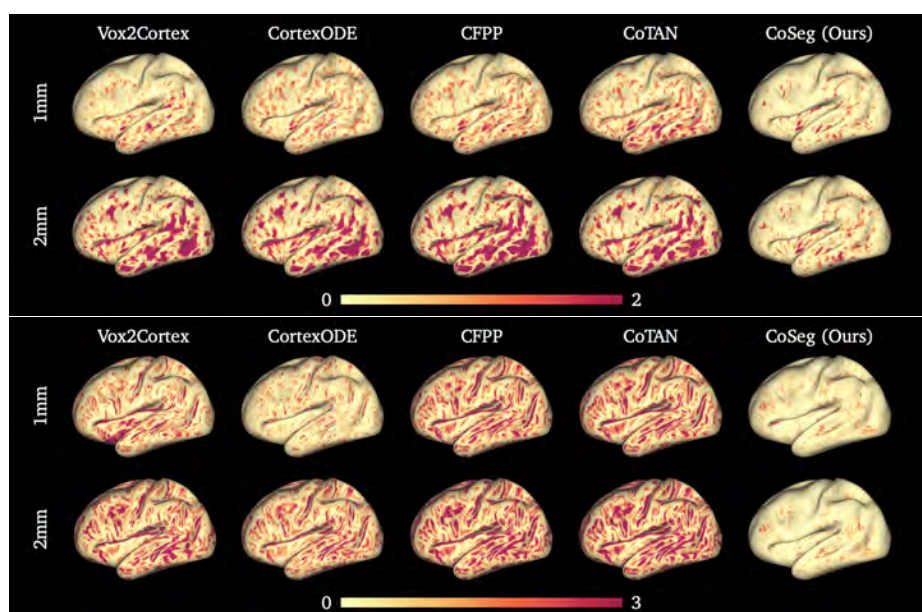 Vox2Cortex CortexODE CFPP CoTAN CoSeg (Ours)
1mm
2mm
0 2
Vox2Cortex CortexODE CFPP CoTAN CoSeg (Ours)
1mm
2mm
0 3